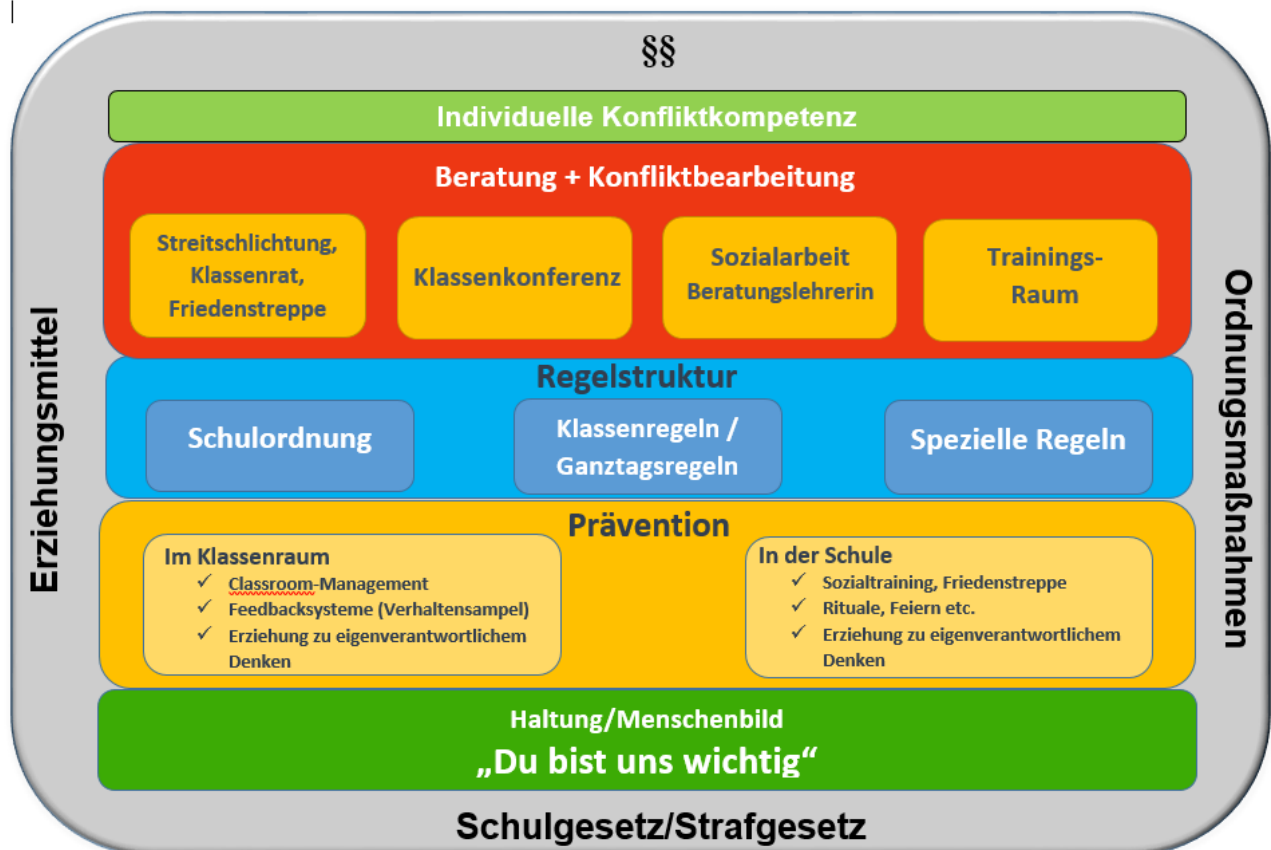 §§
Individuelle Konfliktkompetenz
Beratung + Konfliktbearbeitung
Streitschlichtung,
Klassenrat,
Friedenstreppe
Klassenkonferenz
Sozialarbeit
Beratungslehrerin
Trainings-
Raum
Regelstruktur
Schulordnung
Klassenregeln /
Ganztagsregeln
Spezielle Regeln
Prävention
Im Klassenraum
✓ Classroom-Management
✓ Feedbacksysteme (Verhaltensampel)
✓ Erziehung zu eigenverantwortlichem
Denken
In der Schule
✓ Sozialtraining, Friedenstreppe
✓ Rituale, Feiern etc.
✓ Erziehung zu eigenverantwortlichem
Denken
Haltung/Menschenbild
„Du bist uns wichtig“
Erziehungsmittel
Ordnungsmaßnahmen
Schulgesetz/Strafgesetz